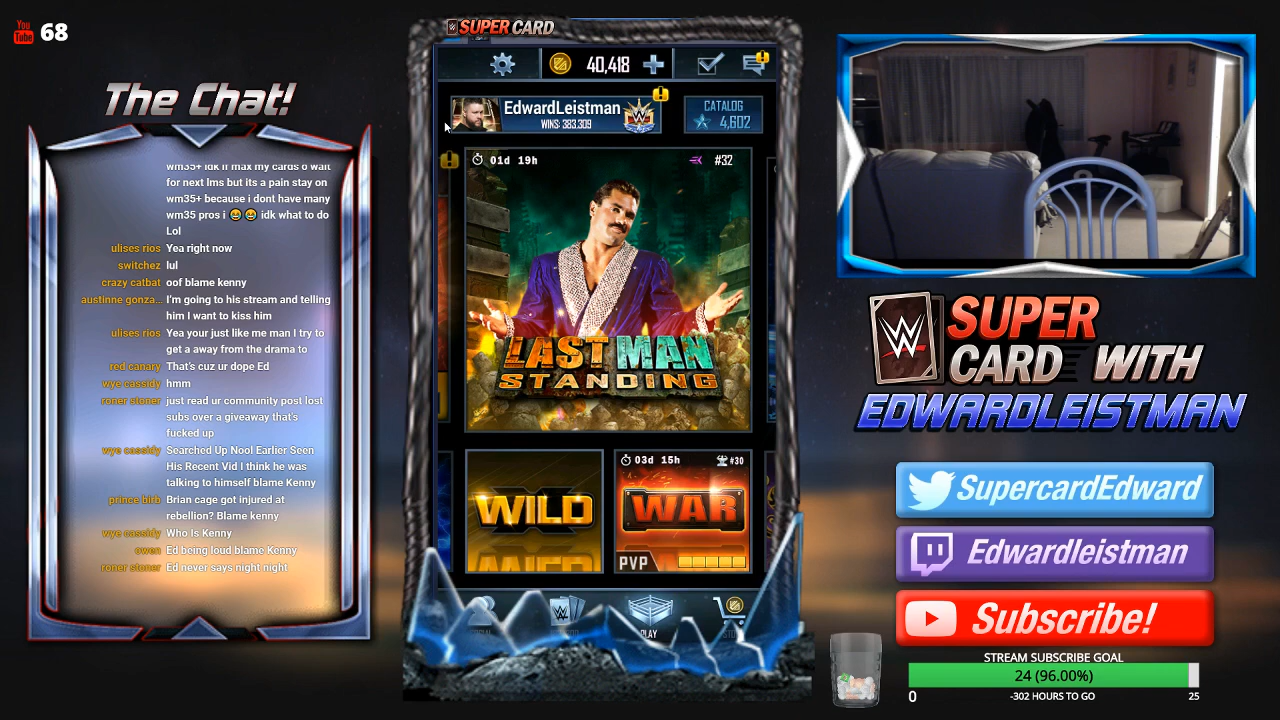 You Tube 68
The Chat!
wm35+ idk if max my cards o wait
for next lms but its a pain stay on
wm35+ because i dont have many
wm35 pros i 😂😂 idk what to do
Lol
ulises rios Yea right now
switchez lul
crazy catbat oof blame kenny
austinne gonza... I'm going to his stream and telling
him I want to kiss him
ulises rios Yea your just like me man I try to
get a away from the drama to
red canary That's cuz ur dope Ed
wye cassidy hmm
roner stoner just read ur community post lost
subs over a giveaway that's
fucked up
wye cassidy Searched Up Nool Earlier Seen
His Recent Vid I think he was
talking to himself blame Kenny
prince birb Brian cage got injured at
rebellion? Blame kenny
wye cassidy Who Is Kenny
owen Ed being loud blame Kenny
roner stoner Ed never says night night
SUPER CARD
40,418
EdwardLeistman
WINS: 383,309
CATALOG
4,602
01d 19h #32
LAST MAN
STANDING
WILD
03d 15h #30
WAR
PVP
PLAY
SUPER
CARD WITH
EDWARDLEISTMAN
SupercardEdward
Edwardleistman
Subscribe!
STREAM SUBSCRIBE GOAL
24 (96.00%)
0 -302 HOURS TO GO 25